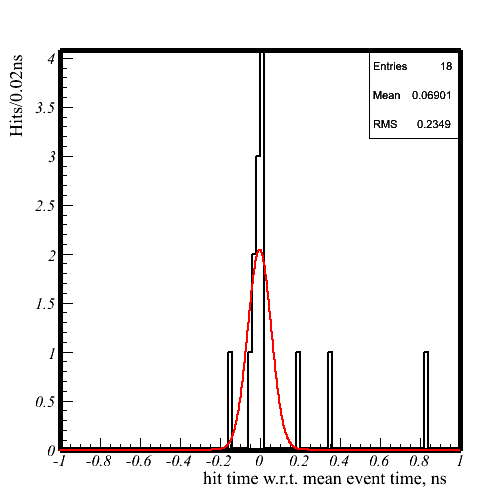 Hits/0.02ns
Entries 18
Mean 0.06901
RMS 0.2349
4
3.5
3
2.5
2
1.5
1
0.5
0
-1 -0.8 -0.6 -0.4 -0.2 0 0.2 0.4 0.6 0.8 1
hit time w.r.t. mean event time, ns